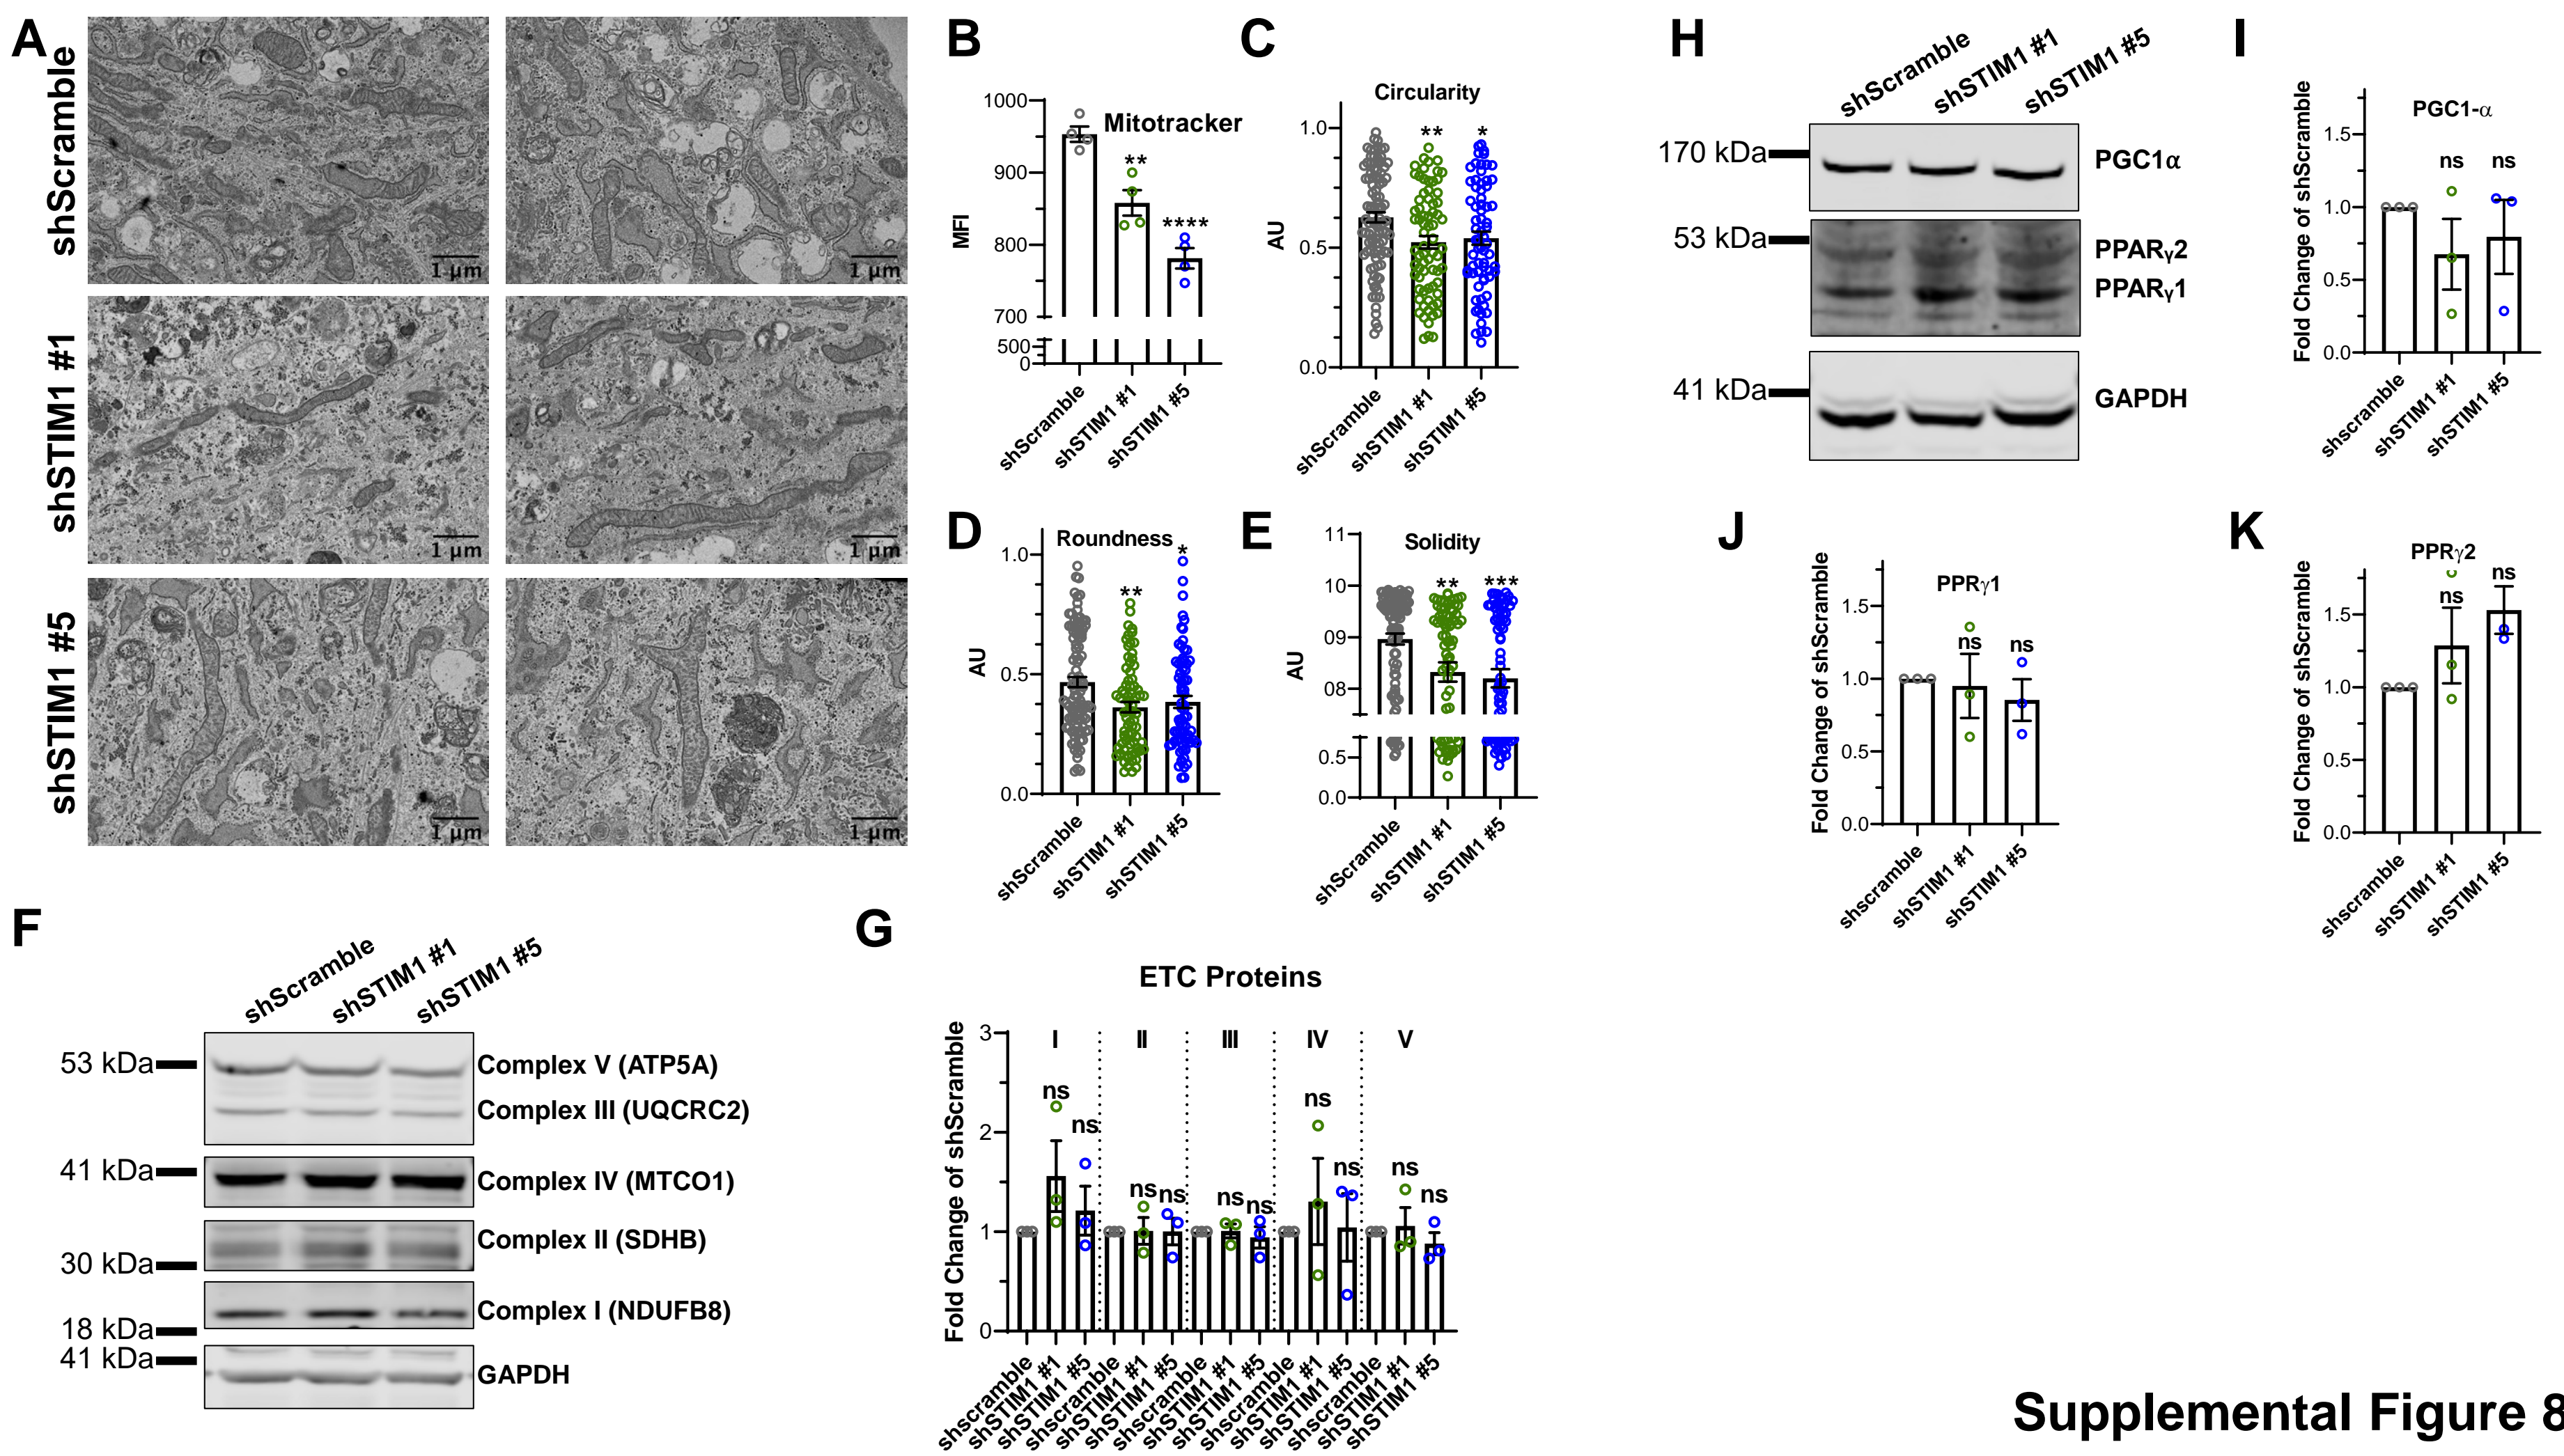 A
shScramble
1 µm
1 µm
shSTIM1 #1
1 µm
1 µm
shSTIM1 #5
1 µm
1 µm
B
Mitotracker
MFI
1000
900
800
700
500
0
**
****
shScramble
shSTIM1 #1
shSTIM1 #5
C
Circularity
AU
1.0
0.5
0.0
**
*
shScramble
shSTIM1 #1
shSTIM1 #5
D
Roundness
AU
1.0
0.5
0.0
**
*
shScramble
shSTIM1 #1
shSTIM1 #5
E
Solidity
AU
11
10
09
08
0.5
0.0
**
***
shScramble
shSTIM1 #1
shSTIM1 #5
F
shScramble
shSTIM1 #1
shSTIM1 #5
53 kDa
Complex V (ATP5A)
Complex III (UQCRC2)
41 kDa
Complex IV (MTCO1)
Complex II (SDHB)
30 kDa
Complex I (NDUFB8)
18 kDa
41 kDa
GAPDH
G
ETC Proteins
Fold Change of shScramble
3
2
1
0
I
II
III
IV
V
ns
ns
ns
ns
ns
ns
ns
ns
ns
ns
shscramble
shSTIM1 #1
shSTIM1 #5
shscramble
shSTIM1 #1
shSTIM1 #5
shscramble
shSTIM1 #1
shSTIM1 #5
shscramble
shSTIM1 #1
shSTIM1 #5
shscramble
shSTIM1 #1
shSTIM1 #5
H
shScramble
shSTIM1 #1
shSTIM1 #5
170 kDa
PGC1α
53 kDa
PPARγ2
PPARγ1
41 kDa
GAPDH
I
PGC1-α
Fold Change of shScramble
1.5
1.0
0.5
0.0
ns
ns
shscramble
shSTIM1 #1
shSTIM1 #5
J
PPRγ1
Fold Change of shScramble
1.5
1.0
0.5
0.0
ns
ns
shscramble
shSTIM1 #1
shSTIM1 #5
K
PPRγ2
Fold Change of shScramble
1.5
1.0
0.5
0.0
ns
ns
shscramble
shSTIM1 #1
shSTIM1 #5
Supplemental Figure 8